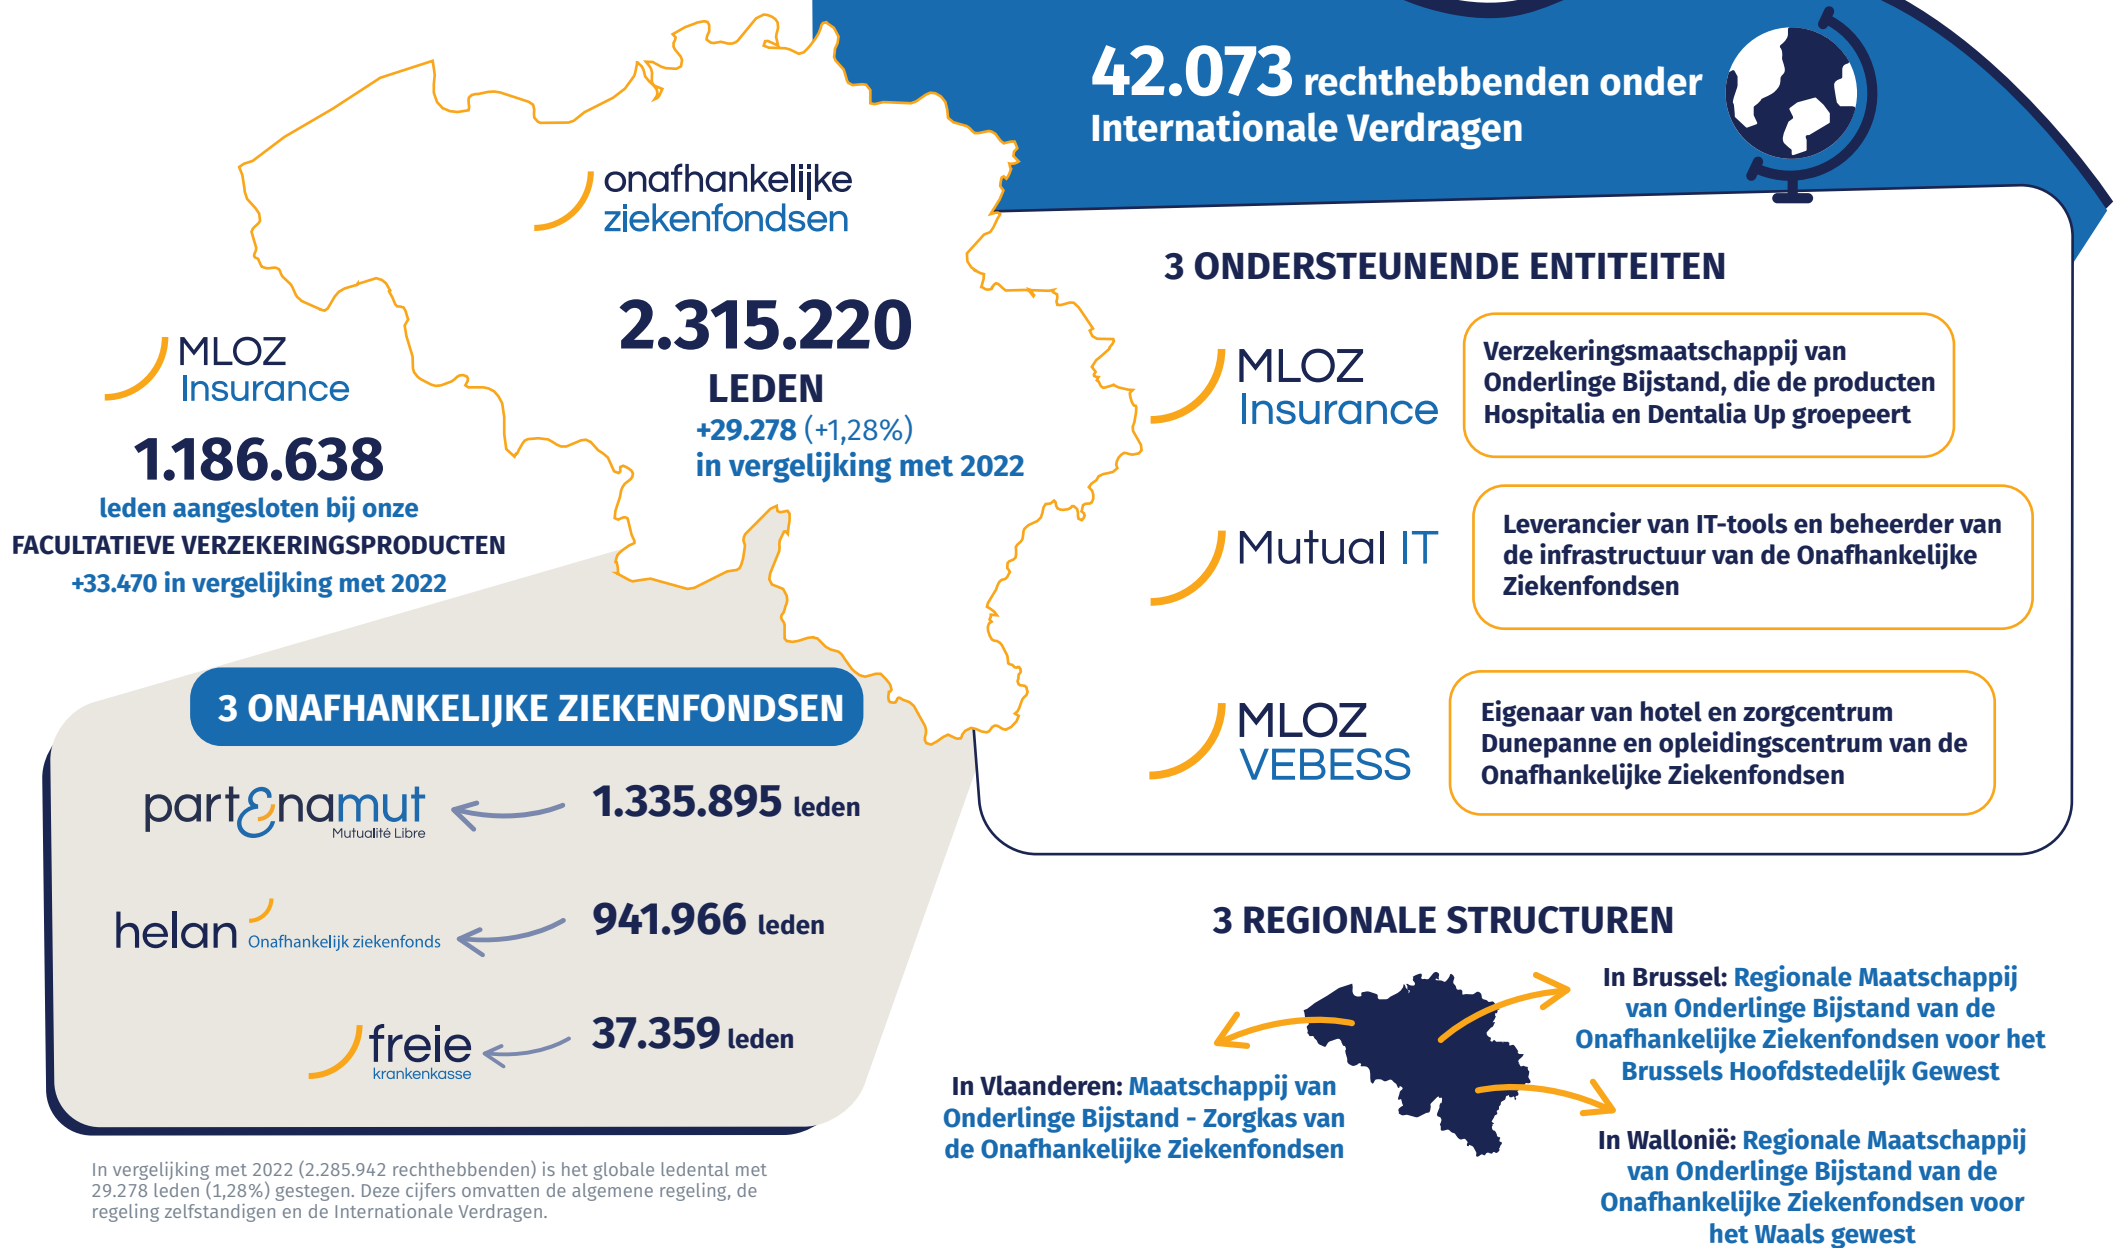 42.073 rechthebbenden onder
Internationale Verdragen
onafhankelijke
ziekenfondsen
2.315.220
LEDEN
+29.278 (+1,28%)
in vergelijking met 2022
MLOZ
Insurance
1.186.638
leden aangesloten bij onze
FACULTATIEVE VERZEKERINGSPRODUCTEN
+33.470 in vergelijking met 2022
3 ONAFHANKELIJKE ZIEKENFONDSEN
partenamut
Mutualité Libre
1.335.895 leden
helan Onafhankelijk ziekenfonds
941.966 leden
freie
krankenkasse
37.359 leden
In vergelijking met 2022 (2.285.942 rechthebbenden) is het globale ledental met
29.278 leden (1,28%) gestegen. Deze cijfers omvatten de algemene regeling, de
regeling zelfstandigen en de Internationale Verdragen.
3 ONDERSTEUNENDE ENTITEITEN
MLOZ
Insurance
Verzekeringsmaatschappij van
Onderlinge Bijstand, die de producten
Hospitalia en Dentalia Up groepeert
Mutual IT
Leverancier van IT-tools en beheerder van
de infrastructuur van de Onafhankelijke
Ziekenfondsen
MLOZ
VEBESS
Eigenaar van hotel en zorgcentrum
Dunepanne en opleidingscentrum van de
Onafhankelijke Ziekenfondsen
3 REGIONALE STRUCTUREN
In Vlaanderen: Maatschappij van
Onderlinge Bijstand - Zorgkas van
de Onafhankelijke Ziekenfondsen
In Brussel: Regionale Maatschappij
van Onderlinge Bijstand van de
Onafhankelijke Ziekenfondsen voor het
Brussels Hoofdstedelijk Gewest
In Wallonië: Regionale Maatschappij
van Onderlinge Bijstand van de
Onafhankelijke Ziekenfondsen voor
het Waals gewest